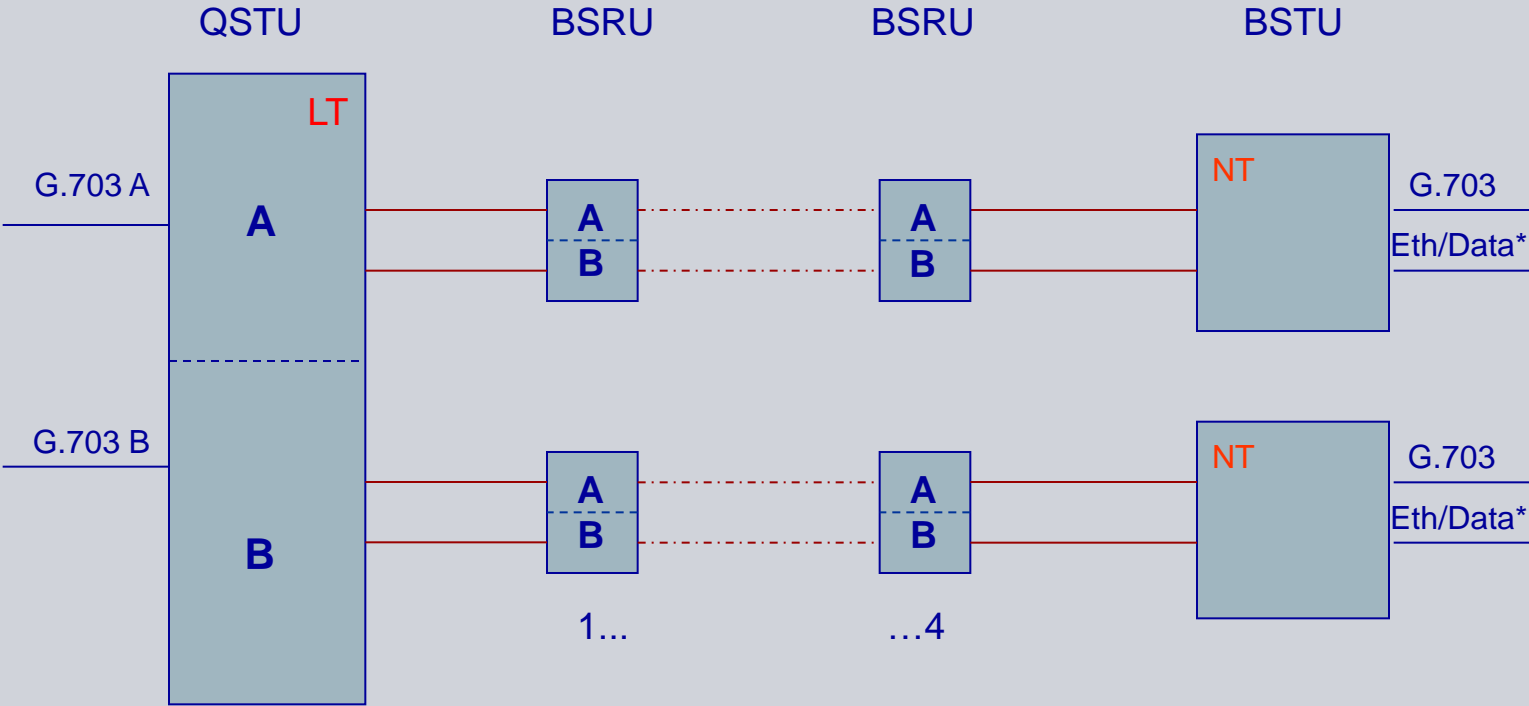 QSTU BSRU BSRU BSTU
LT
NT
G.703 A
G.703
A
A
A
Eth/Data*
B
B
G.703 B
NT
G.703
A
A
Eth/Data*
B
B
B
1...
...4